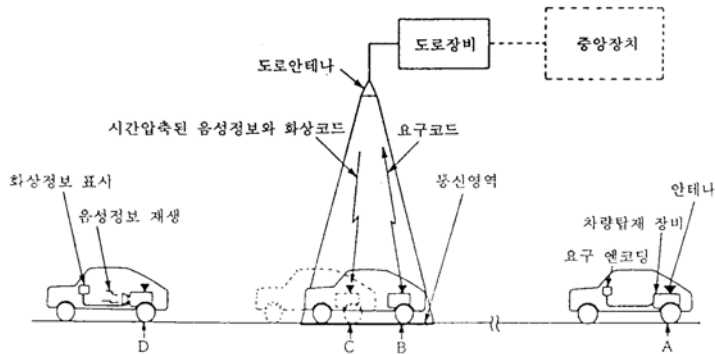 도로장비
중앙장치
도로안테나
시간압축된 음성정보와 화상코드
요구코드
화상정보 표시
음성정보 재생
통신영역
안테나
차량탑재 장비
요구 엔코딩
D
C
B
A